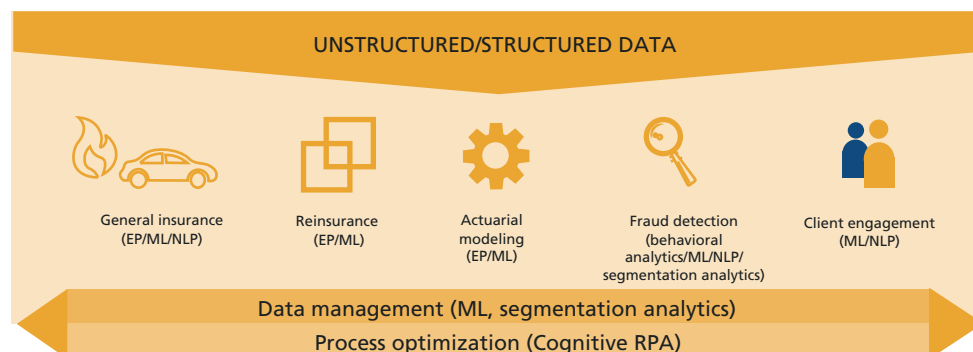 UNSTRUCTURED/STRUCTURED DATA
General insurance
(EP/ML/NLP)
Reinsurance
(EP/ML)
Actuarial
modeling
(EP/ML)
Fraud detection
(behavioral
analytics/ML/NLP/
segmentation analytics)
Client engagement
(ML/NLP)
Data management (ML, segmentation analytics)
Process optimization (Cognitive RPA)